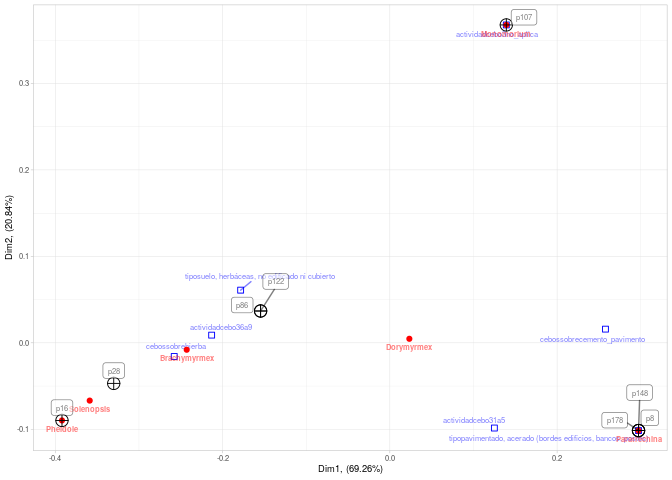 p107
actividadcebo
0.3
0.2
Dim2, (20.84%)
0.1
tiposuelo, herbáceas, no edificado ni cubierto
p122
p86
actividadcebo36a9
cebossobrecemento_pavimento
cebossobrehierba
Brachymyrmex
Dorymyrmex
0.0
p28
p148
p16
Solenopsis
p178
p8
Pheidole
actividadcebo31a5
tipopavimentado, acerado (bordes edificios, bancos
0.1
-0.4
-0.2
0.0
0.2
Dim1, (69.26%)